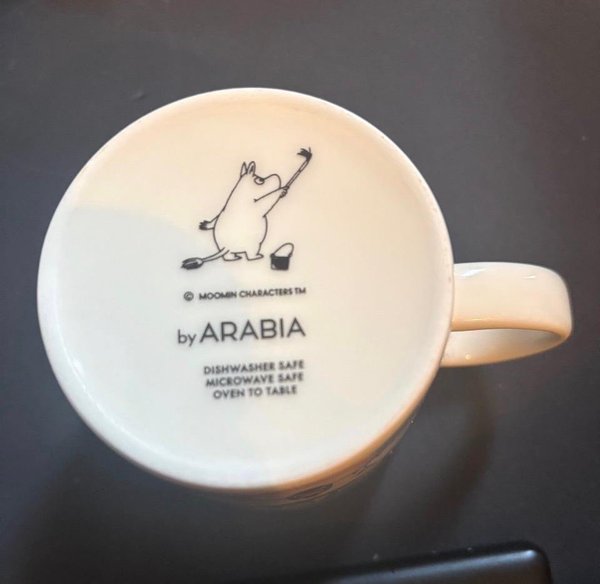 © MOOMIN CHARACTERS TM
by ARABIA
DISHWASHER SAFE
MICROWAVE SAFE
OVEN TO TABLE